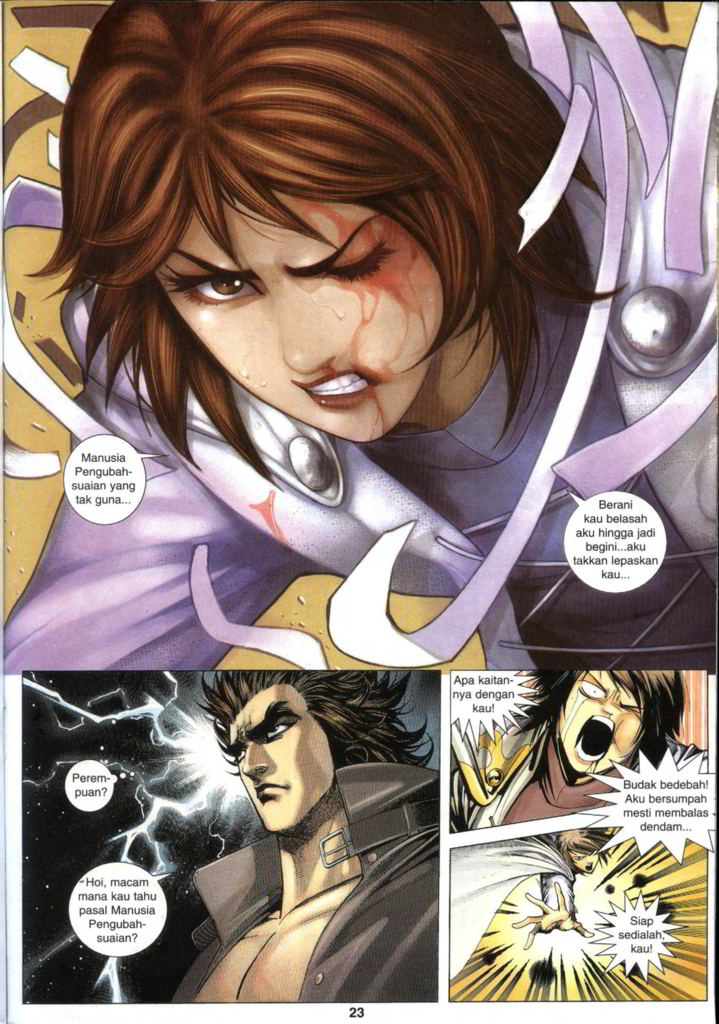 Manusia
Pengubah-
suaian yang
tak guna...
Berani
kau belasah
aku hingga jadi
begini...aku
takkan lepaskan
kau...
Perem-
puan?
Hoi, macam
mana kau tahu
pasal Manusia
Pengubah-
suaian?
Apa kaitan-
nya dengan
kau!
Budak bedebah!
Aku bersumpah
mesti membalas
dendam...
Siap
sedialah,
kau!
23